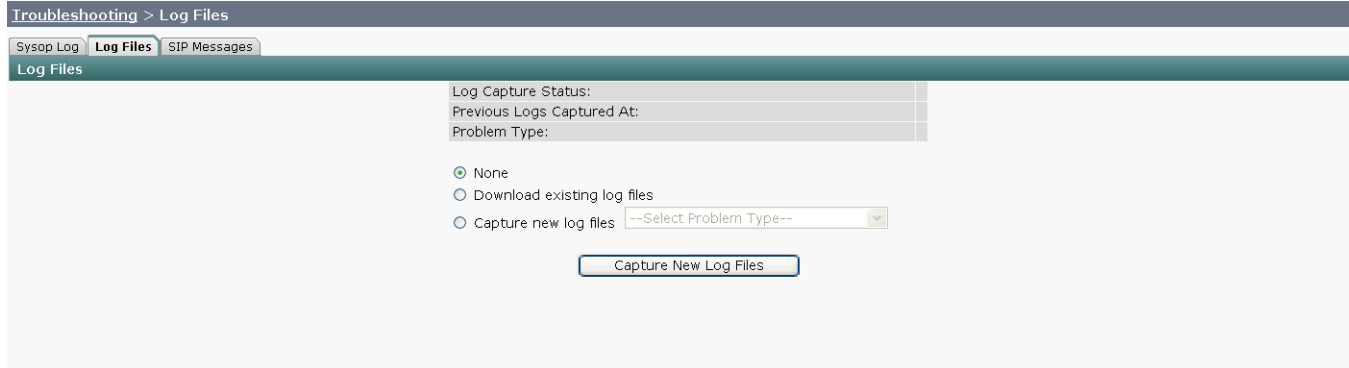 Troubleshooting > Log Files
Sysop Log Log Files SIP Messages
Log Files
Log Capture Status:
Previous Logs Captured At:
Problem Type:
None
Download existing log files
Capture new log files --Select Problem Type--
Capture New Log Files